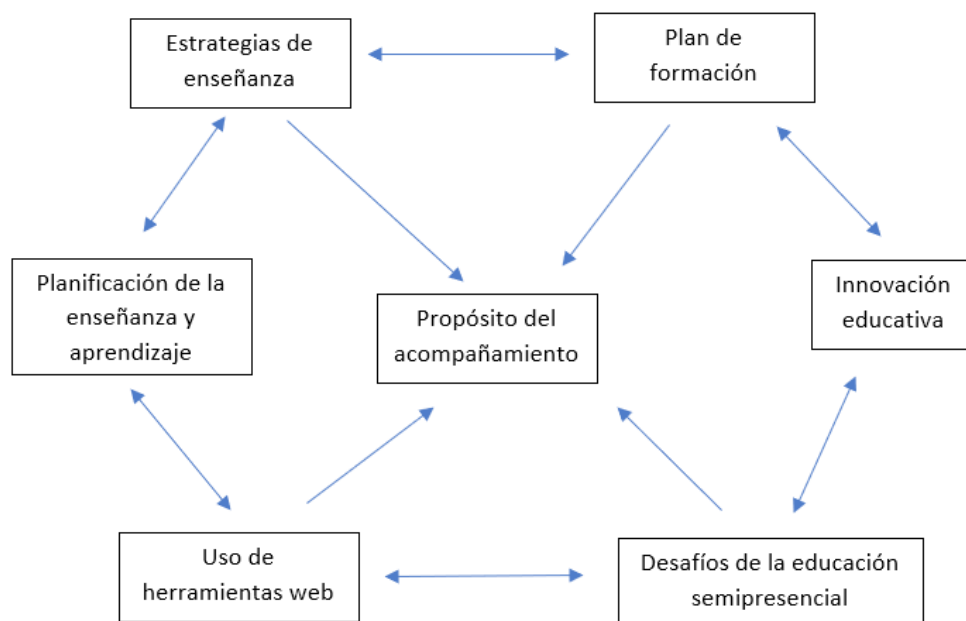 Estrategias de
enseñanza
Plan de
formación
Planificación de la
enseñanza y
aprendizaje
Propósito del
acompañamiento
Innovación
educativa
Uso de
herramientas web
Desafíos de la educación
semipresencial